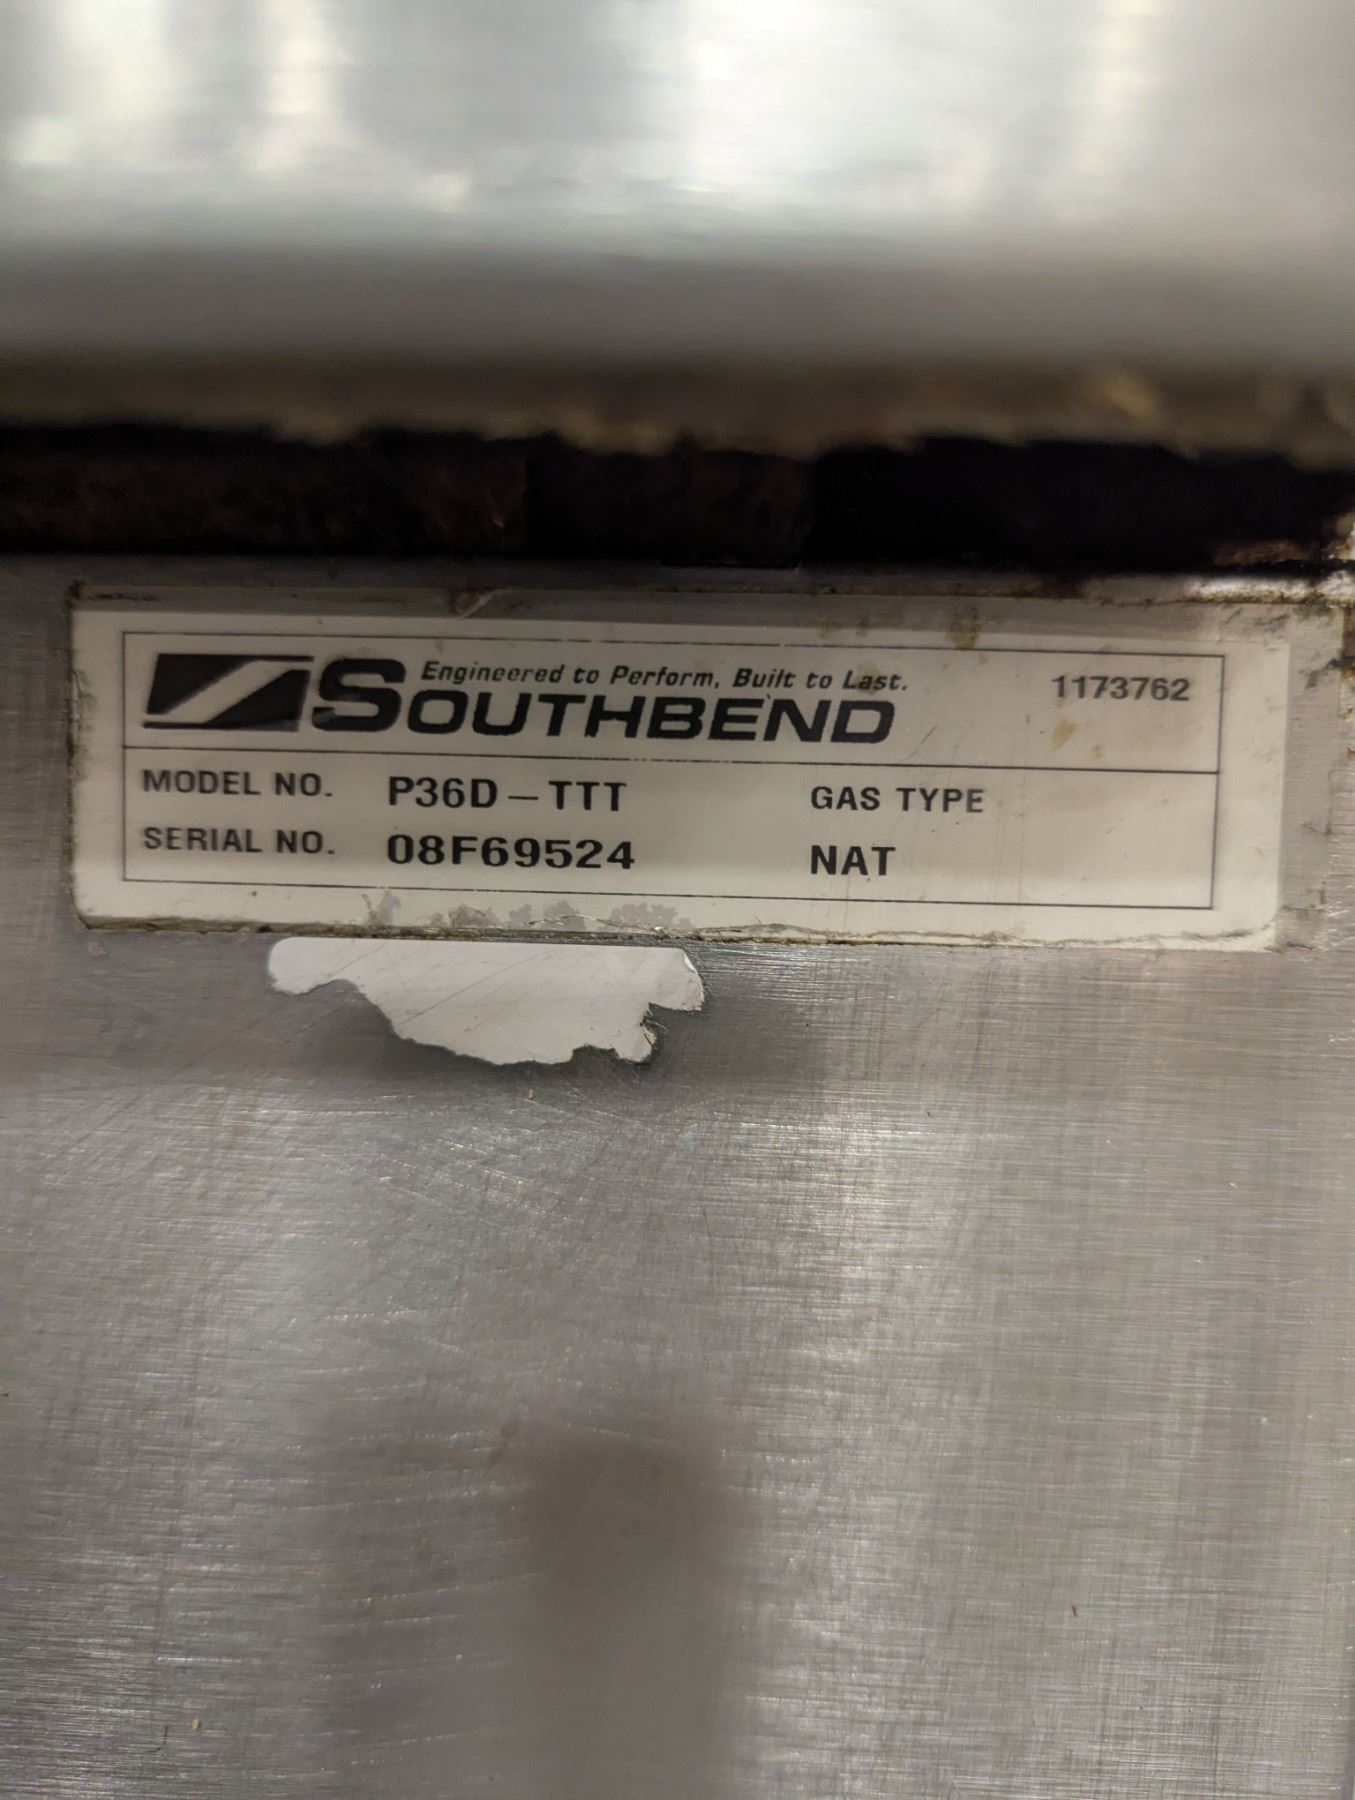 Engineered to Perform, Built to Last.
SOUTHBEND
1173762
MODEL NO. P36D-TTT GAS TYPE
SERIAL NO. 08F69524 NAT